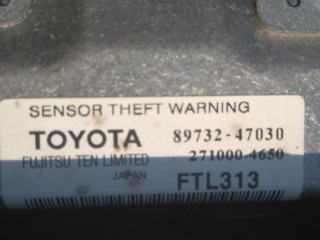 SENSOR THEFT WARNING
TOYOTA 89732-47030
FUJITSU TEN LIMITED 271000-4650
JAPAN FTL313